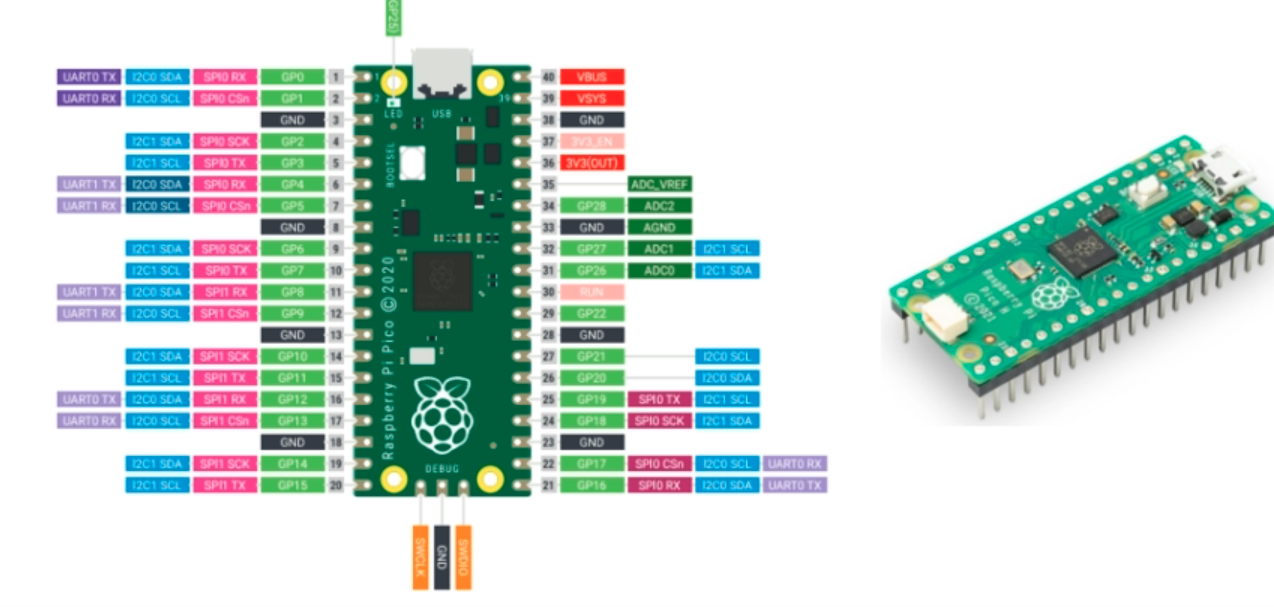 GP25)
UART0 TX I2C0 SDA SPI0 RX GP0 1 40 VBUS
UART0 RX I2C0 SCL SPI0 CSn GP1 2 39 VSYS
GND 3 38 GND
I2C1 SDA SPI0 SCK GP2 4 37 3V3_EN
I2C1 SCL SPI0 TX GP3 5 36 3V3(OUT)
UART1 TX I2C0 SDA SPI0 RX GP4 6 35 ADC_VREF
UART1 RX I2C0 SCL SPI0 CSn GP5 7 34 GP28 ADC2
GND 8 33 GND AGND
I2C1 SDA SPI0 SCK GP6 9 32 GP27 ADC1 I2C1 SCL
I2C1 SCL SPI0 TX GP7 10 31 GP26 ADC0 I2C1 SDA
UART1 TX I2C0 SDA SPI1 RX GP8 11 30 RUN
UART1 RX I2C0 SCL SPI1 CSn GP9 12 29 GP22
GND 13 28 GND
I2C1 SDA SPI1 SCK GP10 14 27 GP21 I2C0 SCL
I2C1 SCL SPI1 TX GP11 15 26 GP20 I2C0 SDA
UART0 TX I2C0 SDA SPI1 RX GP12 16 25 GP19 SPI0 TX I2C1 SCL
UART0 RX I2C0 SCL SPI1 CSn GP13 17 24 GP18 SPI0 SCK I2C1 SDA
GND 18 23 GND
I2C1 SDA SPI1 SCK GP14 19 22 GP17 SPI0 CSn I2C0 SCL UART0 RX
I2C1 SCL SPI1 TX GP15 20 21 GP16 SPI0 RX I2C0 SDA UART0 TX
1
2
39
LED USB
BOOTSEL
Raspberry Pi Pico © 2020
DEBUG
SWCLK GND SWDIO
Raspberry Pi
Pico H
©2021